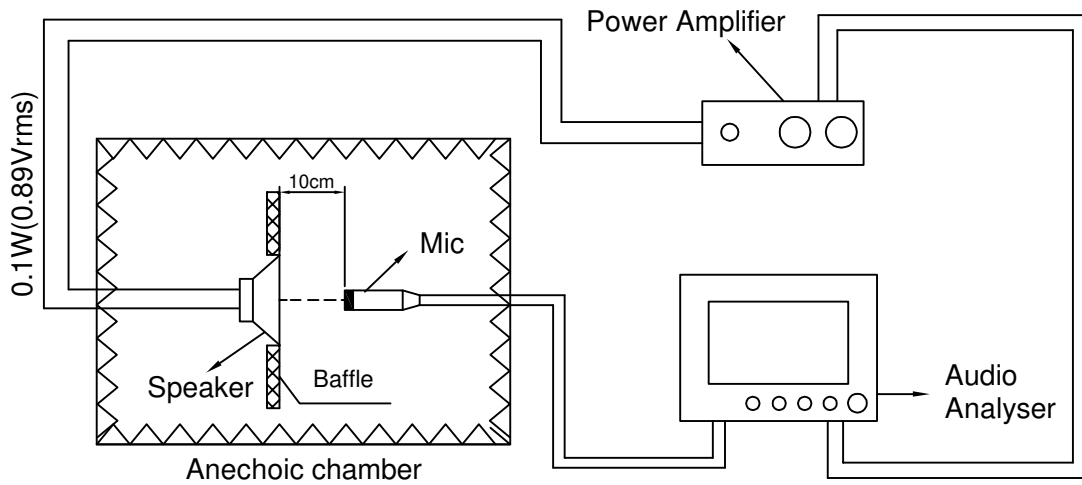 Power Amplifier
0.1W(0.89Vrms)
10cm
Mic
Speaker
Baffle
Audio
Analyser
Anechoic chamber